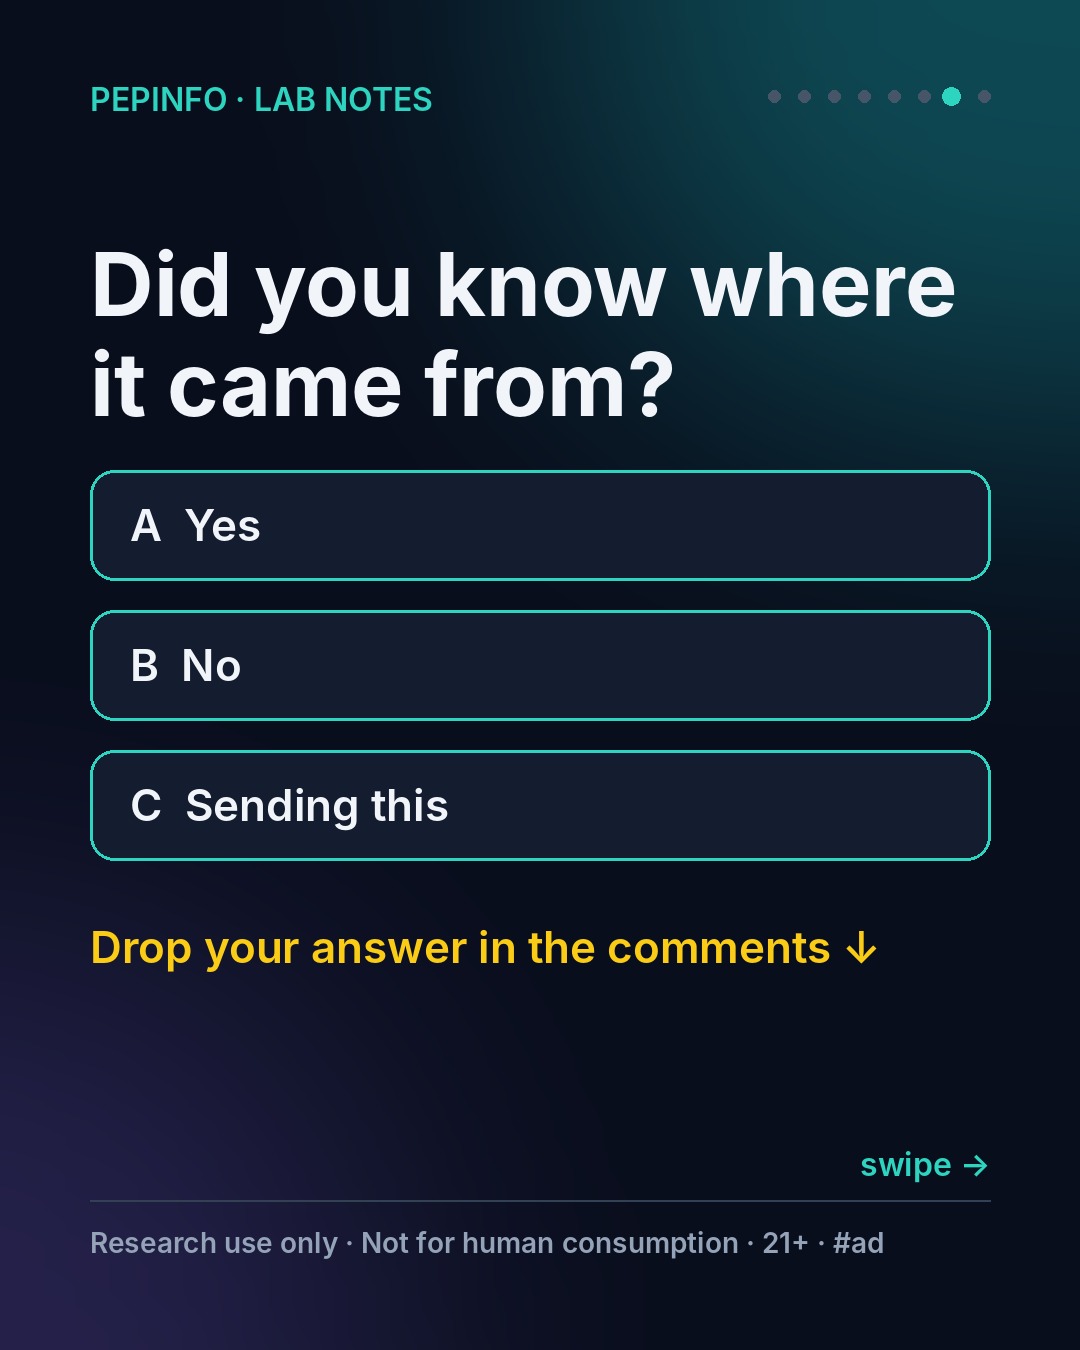 PEPINFO · LAB NOTES
Did you know where
it came from?
A Yes
B No
C Sending this
Drop your answer in the comments ↓
swipe →
Research use only · Not for human consumption · 21+ · #ad